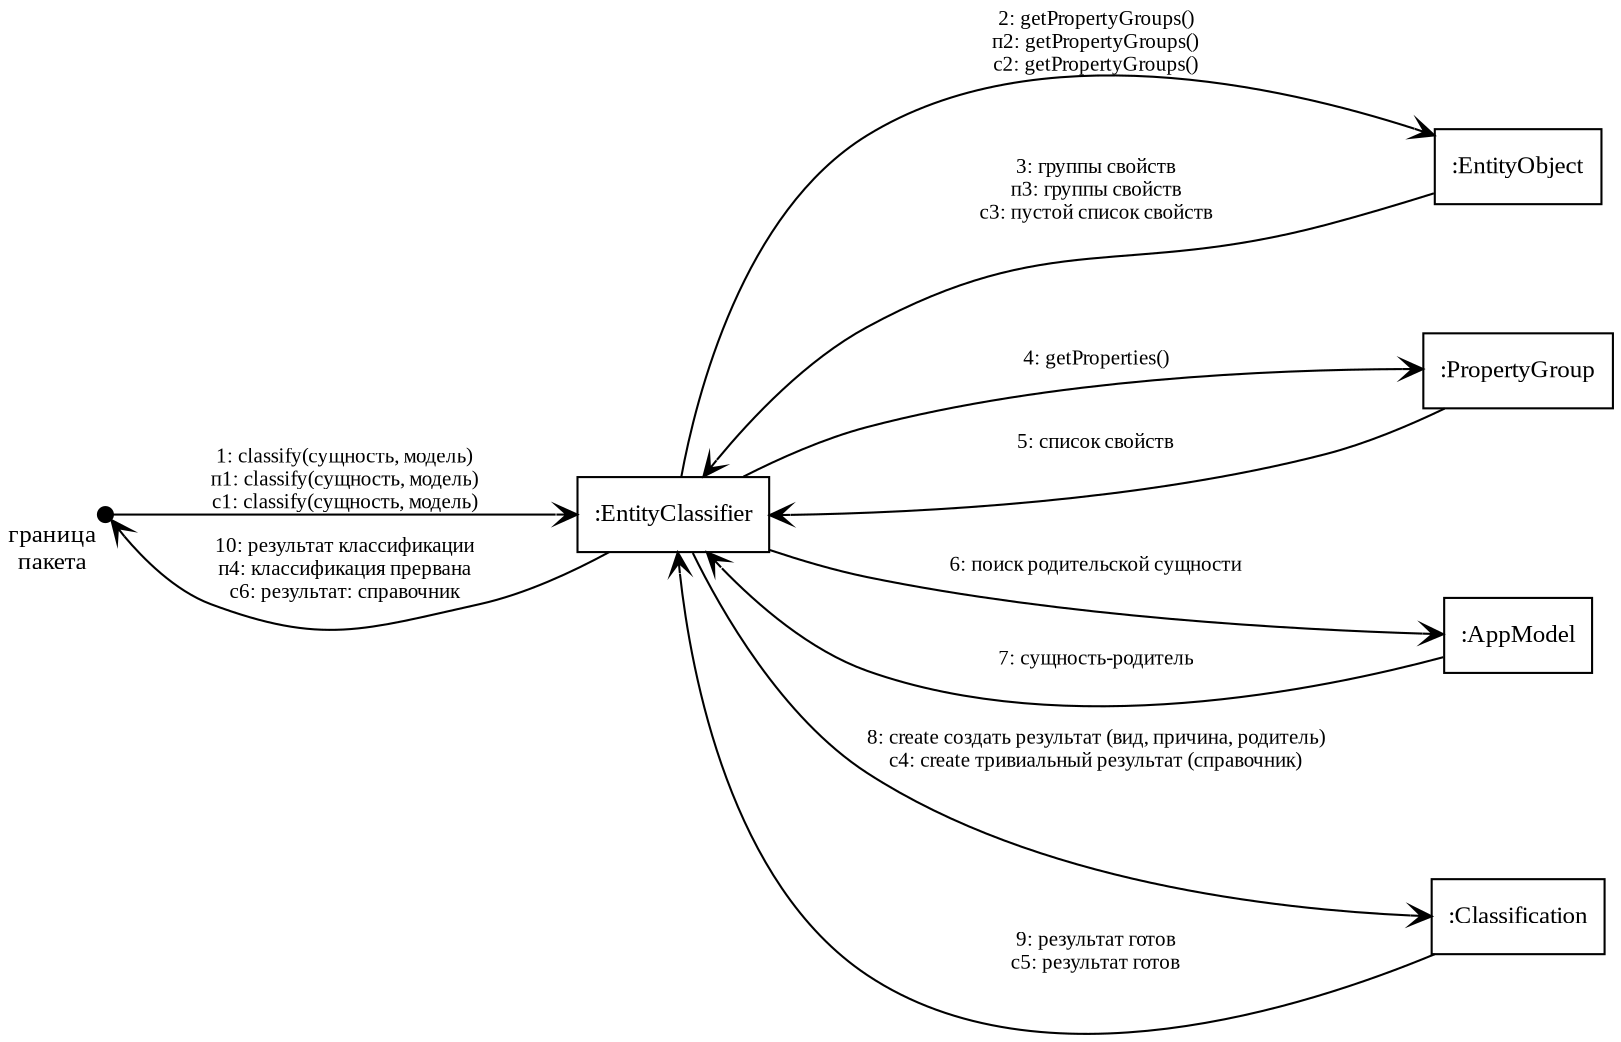 2: getPropertyGroups()
п2: getPropertyGroups()
с2: getPropertyGroups()
:EntityObject
3: группы свойств
п3: группы свойств
с3: пустой список свойств
4: getProperties()
:PropertyGroup
5: список свойств
1: classify(сущность, модель)
п1: classify(сущность, модель)
с1: classify(сущность, модель)
:EntityClassifier
граница
пакета
10: результат классификации
п4: классификация прервана
с6: результат: справочник
6: поиск родительской сущности
:AppModel
7: сущность-родитель
8: create создать результат (вид, причина, родитель)
с4: create тривиальный результат (справочник)
:Classification
9: результат готов
с5: результат готов